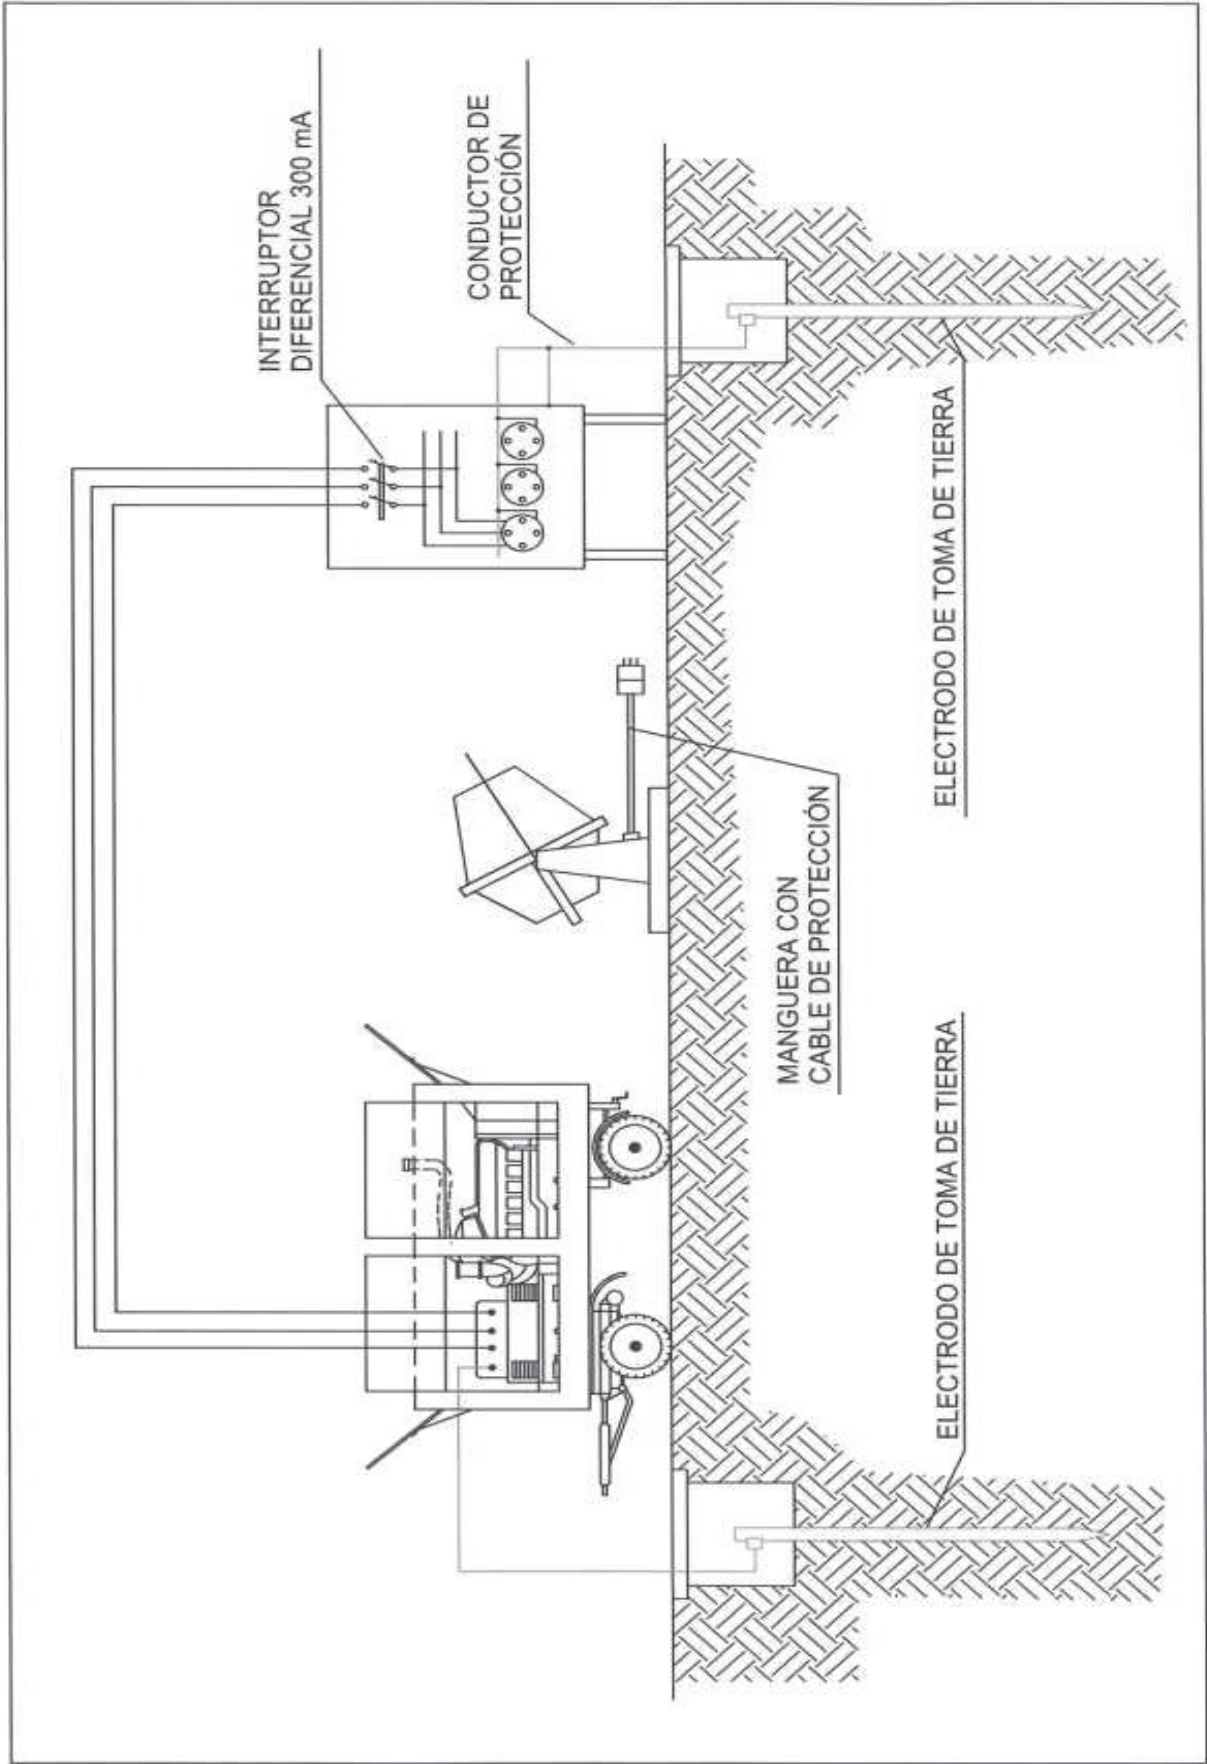 INTERRUPTOR
DIFERENCIAL 300 mA
CONDUCTOR DE
PROTECCIÓN
MANGUERA CON
CABLE DE PROTECCIÓN
ELECTRODO DE TOMA DE TIERRA
ELECTRODO DE TOMA DE TIERRA